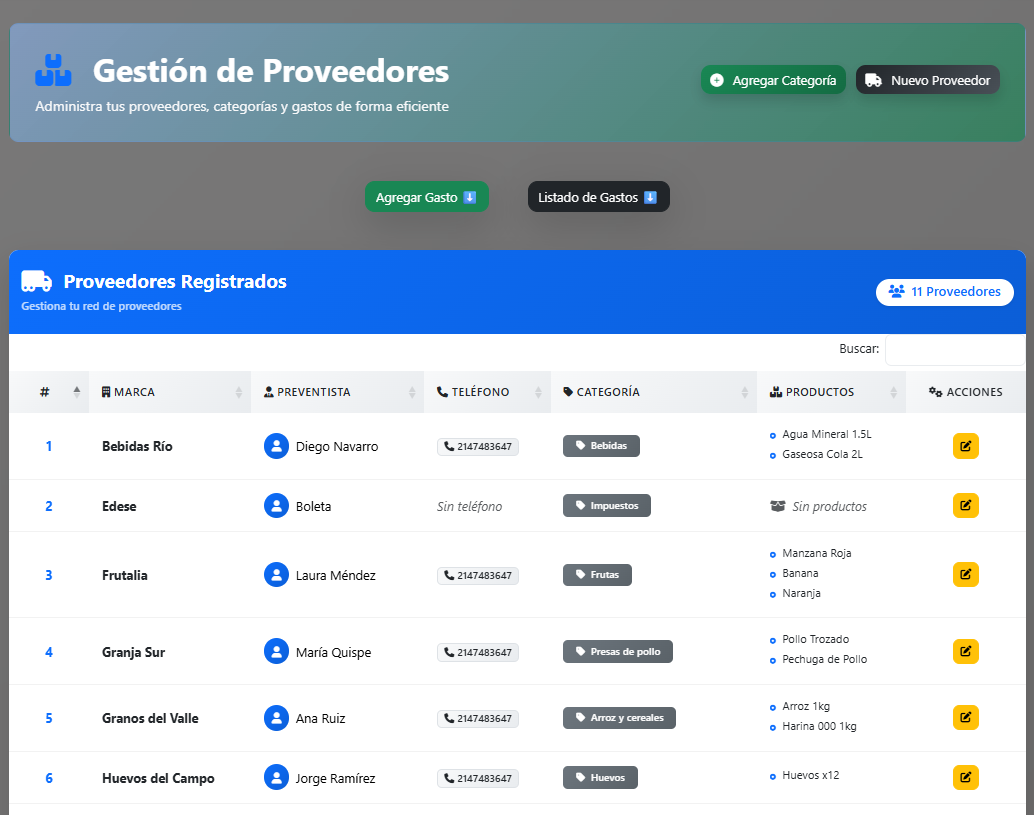 Gestión de Proveedores
Administra tus proveedores, categorías y gastos de forma eficiente
Agregar Categoría
Nuevo Proveedor
Agregar Gasto ⬇️
Listado de Gastos ⬇️
Proveedores Registrados
Gestiona tu red de proveedores
11 Proveedores
Buscar:
# MARCA PREVENTISTA TELÉFONO CATEGORÍA PRODUCTOS ACCIONES
1 Bebidas Río Diego Navarro 2147483647 Bebidas
Agua Mineral 1.5L
Gaseosa Cola 2L
2 Edese Boleta Sin teléfono Impuestos Sin productos
3 Frutalia Laura Méndez 2147483647 Frutas
Manzana Roja
Banana
Naranja
4 Granja Sur María Quispe 2147483647 Presas de pollo
Pollo Trozado
Pechuga de Pollo
5 Granos del Valle Ana Ruiz 2147483647 Arroz y cereales
Arroz 1kg
Harina 000 1kg
6 Huevos del Campo Jorge Ramírez 2147483647 Huevos
Huevos x12